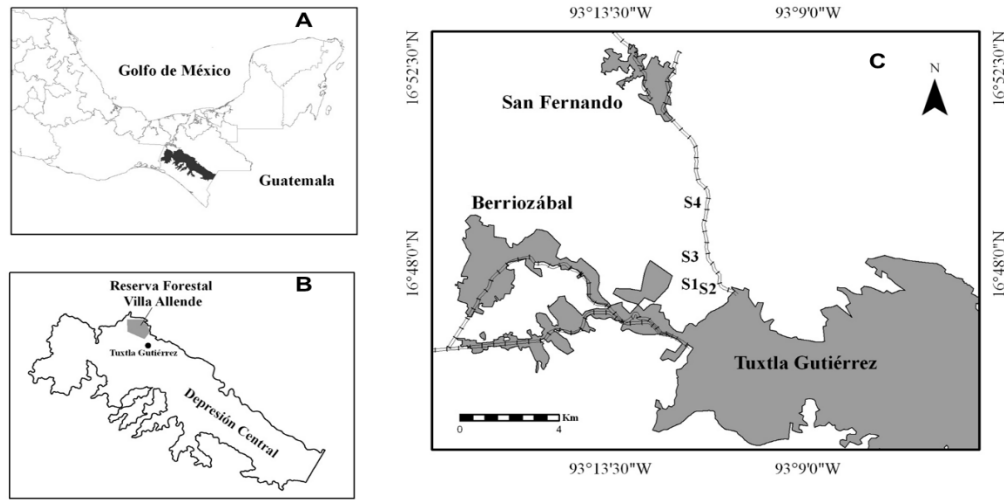 A
Golfo de México
Guatemala
B
Reserva Forestal
Villa Allende
Tuxtla Gutiérrez
Depresión Central
93°13'30"W
93°9'0"W
16°52'30"N
16°52'30"N
C
N
San Fernando
Berriozábal
S4
S3
S1
S2
16°48'0"N
16°48'0"N
Tuxtla Gutiérrez
Km
0
4
93°13'30"W
93°9'0"W